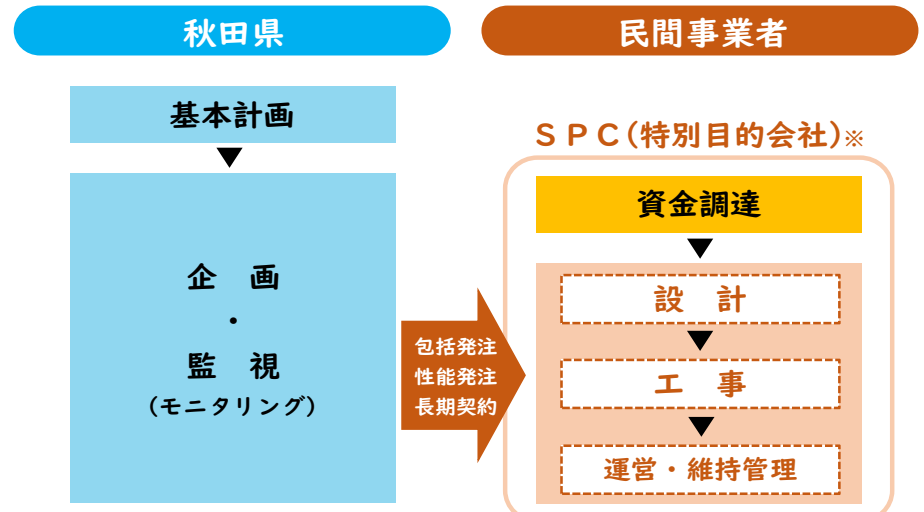 秋田県
民間事業者
基本計画
企　画
・
監　視
(モニタリング)
包括発注
性能発注
長期契約
ＳＰＣ(特別目的会社)※
資金調達
設　計
工　事
運営・維持管理